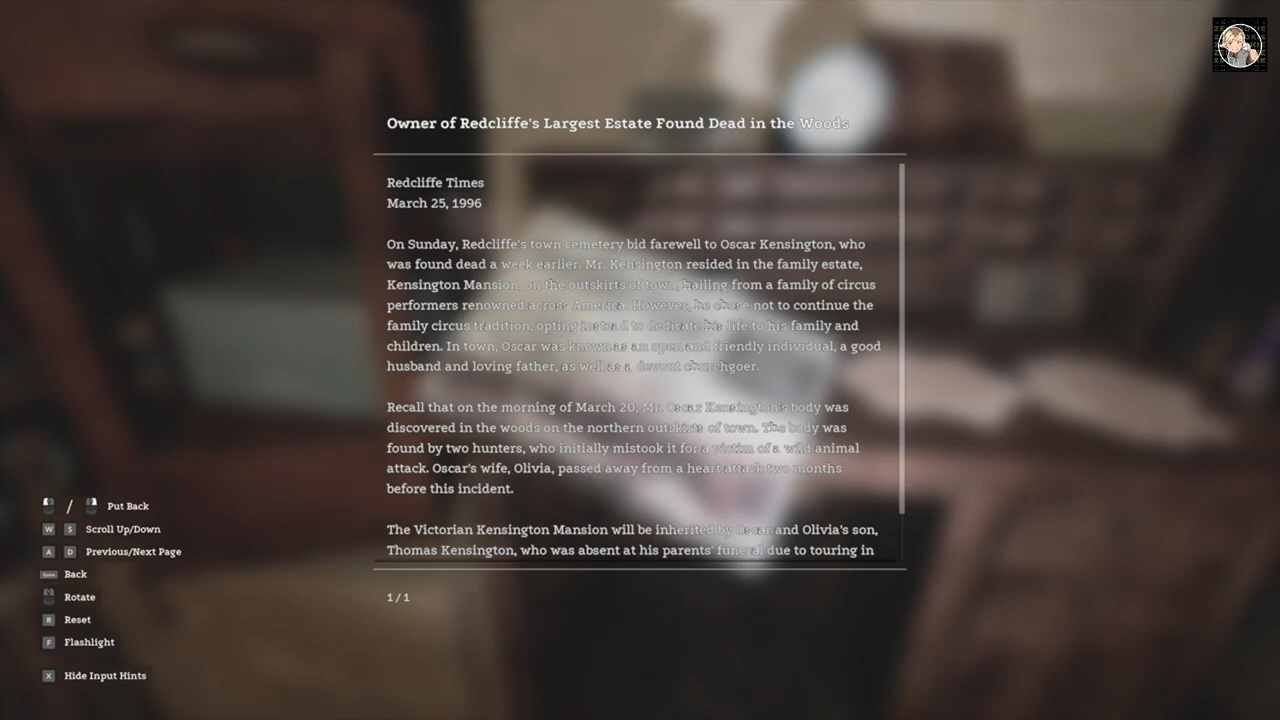 Owner of Redcliffe's Largest Estate Found Dead in the Woods
Redcliffe Times
March 25, 1996
On Sunday, Redcliffe's town cemetery bid farewell to Oscar Kensington, who
was found dead a week earlier. Mr. Kensington resided in the family estate,
Kensington Mansion, on the outskirts of town, hailing from a family of circus
performers renowned across America. However, he chose not to continue the
family circus tradition, opting instead to dedicate his life to his family and
children. In town, Oscar was known as an open and friendly individual, a good
husband and loving father, as well as a devout churchgoer.
Recall that on the morning of March 20, Mr. Oscar Kensington's body was
discovered in the woods on the northern outskirts of town. The body was
found by two hunters, who initially mistook it for a victim of a wild animal
attack. Oscar's wife, Olivia, passed away from a heart attack two months
before this incident.
The Victorian Kensington Mansion will be inherited by Oscar and Olivia's son,
Thomas Kensington, who was absent at his parents' funeral due to touring in
1/1
/ Put Back
W S Scroll Up/Down
A D Previous/Next Page
Space Back
Rotate
R Reset
F Flashlight
X Hide Input Hints